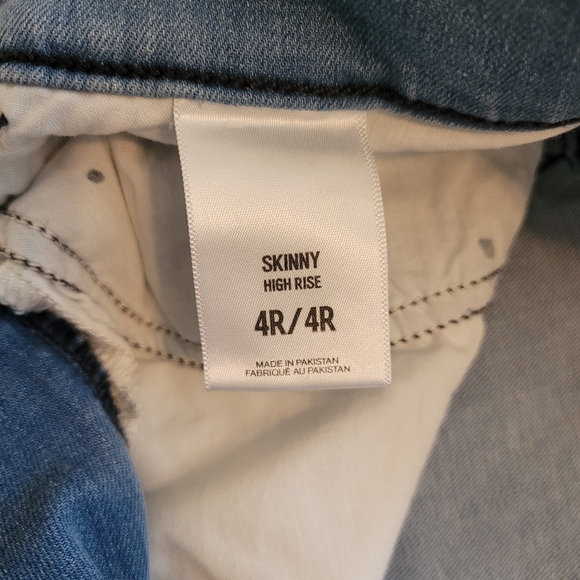 SKINNY
HIGH RISE
4R/4R
MADE IN PAKISTAN
FABRIQUÉ AU PAKISTAN